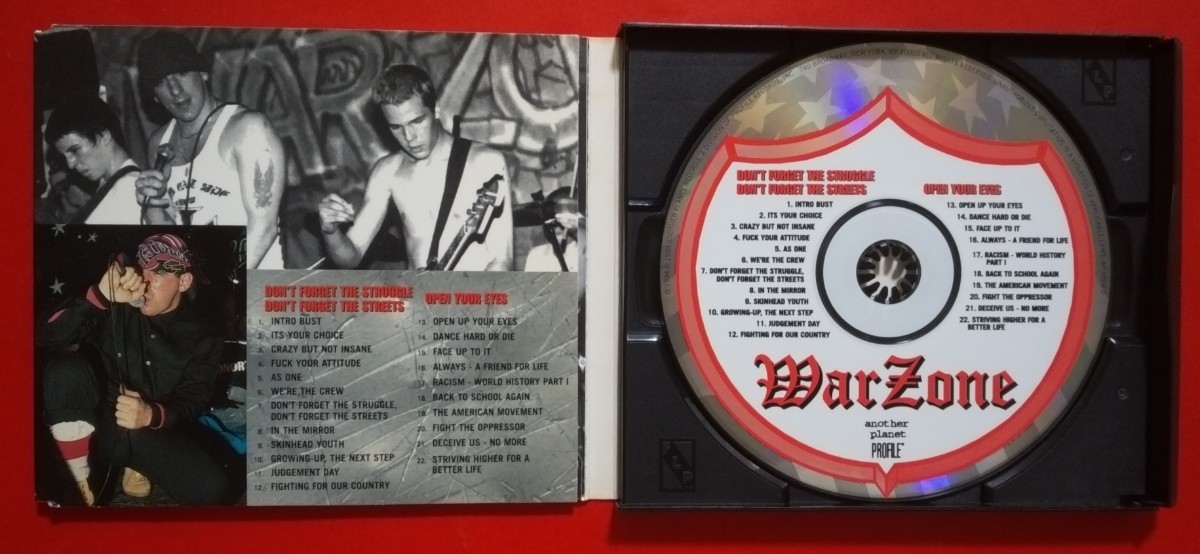 DON'T FORGET THE STRUGGLE
DON'T FORGET THE STREETS
1. INTRO BUST
2. ITS YOUR CHOICE
3. CRAZY BUT NOT INSANE
4. FUCK YOUR ATTITUDE
5. AS ONE
6. WE'RE THE CREW
7. DON'T FORGET THE STRUGGLE,
DON'T FORGET THE STREETS
8. IN THE MIRROR
9. SKINHEAD YOUTH
10. GROWING-UP, THE NEXT STEP
11. JUDGEMENT DAY
12. FIGHTING FOR OUR COUNTRY
OPEN YOUR EYES
13. OPEN UP YOUR EYES
14. DANCE HARD OR DIE
15. FACE UP TO IT
16. ALWAYS - A FRIEND FOR LIFE
17. RACISM - WORLD HISTORY PART I
18. BACK TO SCHOOL AGAIN
19. THE AMERICAN MOVEMENT
20. FIGHT THE OPPRESSOR
21. DECEIVE US - NO MORE
22. STRIVING HIGHER FOR A
BETTER LIFE
DON'T FORGET THE STRUGGLE
DON'T FORGET THE STREETS
1. INTRO BUST
2. ITS YOUR CHOICE
3. CRAZY BUT NOT INSANE
4. FUCK YOUR ATTITUDE
5. AS ONE
6. WE'RE THE CREW
7. DON'T FORGET THE STRUGGLE,
DON'T FORGET THE STREETS
8. IN THE MIRROR
9. SKINHEAD YOUTH
10. GROWING-UP, THE NEXT STEP
11. JUDGEMENT DAY
12. FIGHTING FOR OUR COUNTRY
OPEN YOUR EYES
13. OPEN UP YOUR EYES
14. DANCE HARD OR DIE
15. FACE UP TO IT
16. ALWAYS - A FRIEND FOR LIFE
17. RACISM - WORLD HISTORY
PART I
18. BACK TO SCHOOL AGAIN
19. THE AMERICAN MOVEMENT
20. FIGHT THE OPPRESSOR
21. DECEIVE US - NO MORE
22. STRIVING HIGHER FOR A
BETTER LIFE
WarZone
another
planet
PROFILE